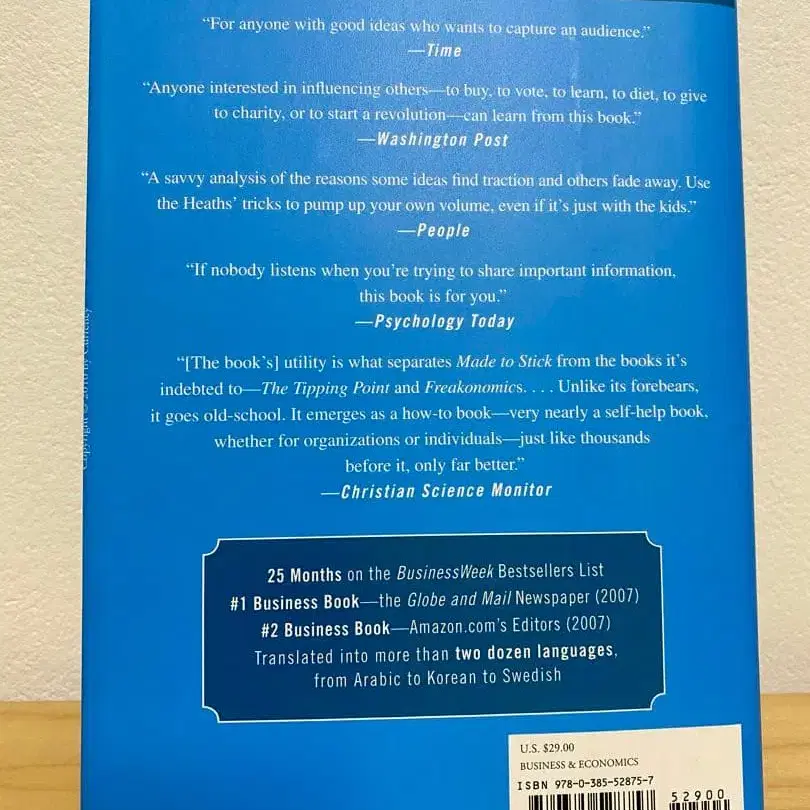 “For anyone with good ideas who wants to capture an audience.”
—Time
“Anyone interested in influencing others—to buy, to vote, to learn, to diet, to give
to charity, or to start a revolution—can learn from this book.”
—Washington Post
“A savvy analysis of the reasons some ideas find traction and others fade away. Use
the Heaths’ tricks to pump up your own volume, even if it’s just with the kids.”
—People
“If nobody listens when you’re trying to share important information,
this book is for you.”
—Psychology Today
“[The book’s] utility is what separates Made to Stick from the books it’s
indebted to—The Tipping Point and Freakonomics. . . . Unlike its forebears,
it goes old-school. It emerges as a how-to book—very nearly a self-help book,
whether for organizations or individuals—just like thousands
before it, only far better.”
—Christian Science Monitor
25 Months on the BusinessWeek Bestsellers List
#1 Business Book—the Globe and Mail Newspaper (2007)
#2 Business Book—Amazon.com’s Editors (2007)
Translated into more than two dozen languages,
from Arabic to Korean to Swedish
U.S. $29.00
BUSINESS & ECONOMICS
ISBN 978-0-385-52875-7
52900
Copyright © 2010 by Currency